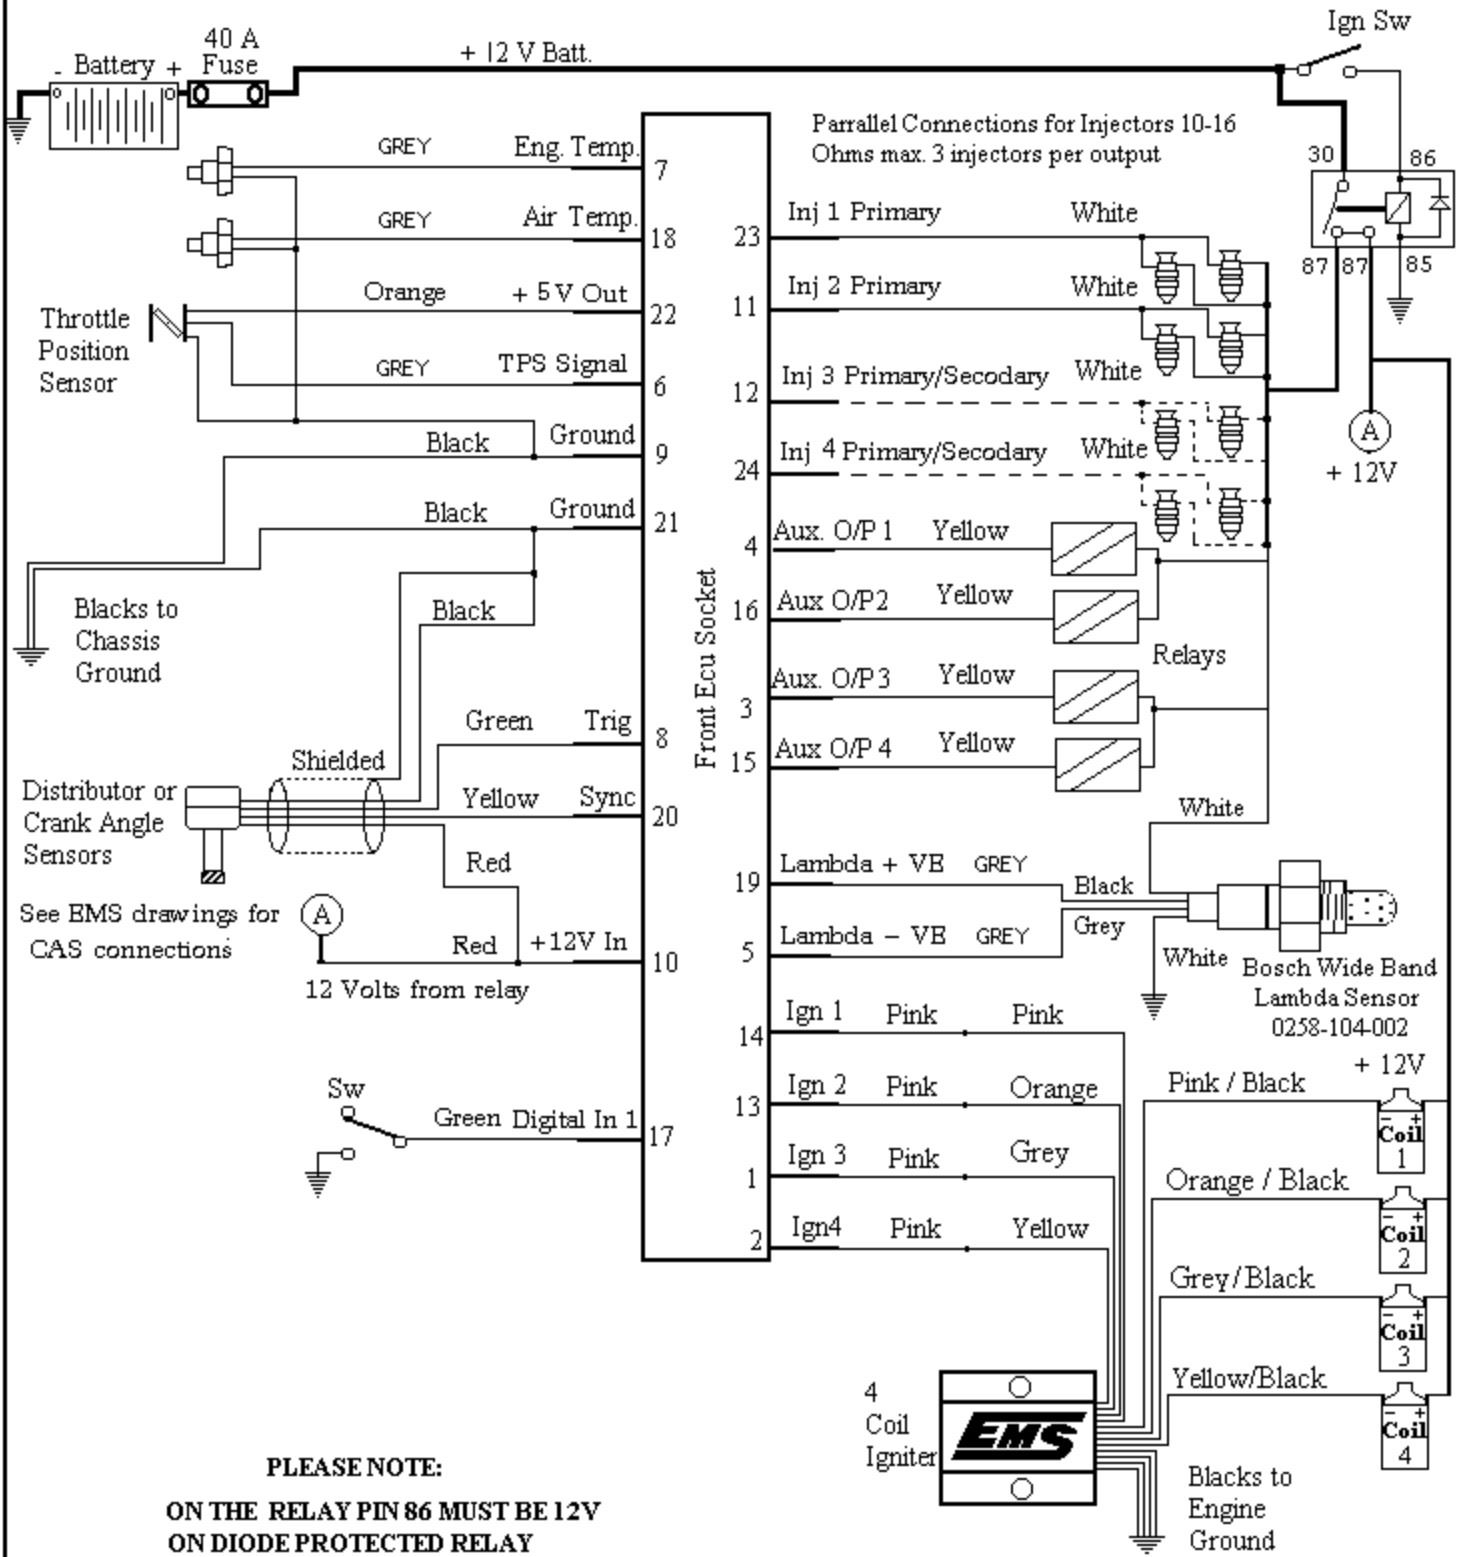 Ign Sw
40 A
Fuse
- Battery +
+ 12 V Batt.
Parrallel Connections for Injectors 10-16
Ohms max. 3 injectors per output
30
86
87
87
85
GREY
Eng. Temp.
7
GREY
Air Temp.
18
Orange
+ 5V Out
22
Throttle
Position
Sensor
GREY
TPS Signal
6
Black
Ground
9
Black
Ground
21
Black
Blacks to
Chassis
Ground
Green
Trig
8
Shielded
Distributor or
Crank Angle
Sensors
Yellow
Sync
20
Red
See EMS drawings for
CAS connections
A
Red
+12V In
10
12 Volts from relay
Sw
Green
Digital In 1
17
Front Ecu Socket
23
Inj 1 Primary
White
11
Inj 2 Primary
White
12
Inj 3 Primary/Secodary
White
24
Inj 4 Primary/Secodary
White
A
+ 12V
4
Aux. O/P 1
Yellow
16
Aux O/P2
Yellow
Relays
3
Aux. O/P3
Yellow
15
Aux O/P 4
Yellow
White
19
Lambda + VE
GREY
Black
5
Lambda – VE
GREY
Grey
White
Bosch Wide Band
Lambda Sensor
0258-104-002
14
Ign 1
Pink
Pink
13
Ign 2
Pink
Orange
1
Ign 3
Pink
Grey
2
Ign4
Pink
Yellow
+ 12V
Pink / Black
- +
Coil
1
Orange / Black
- +
Coil
2
Grey/Black
- +
Coil
3
Yellow/Black
- +
Coil
4
4
Coil
Igniter
EMS
Blacks to
Engine
Ground
PLEASE NOTE:
ON THE RELAY PIN 86 MUST BE 12V
ON DIODE PROTECTED RELAY